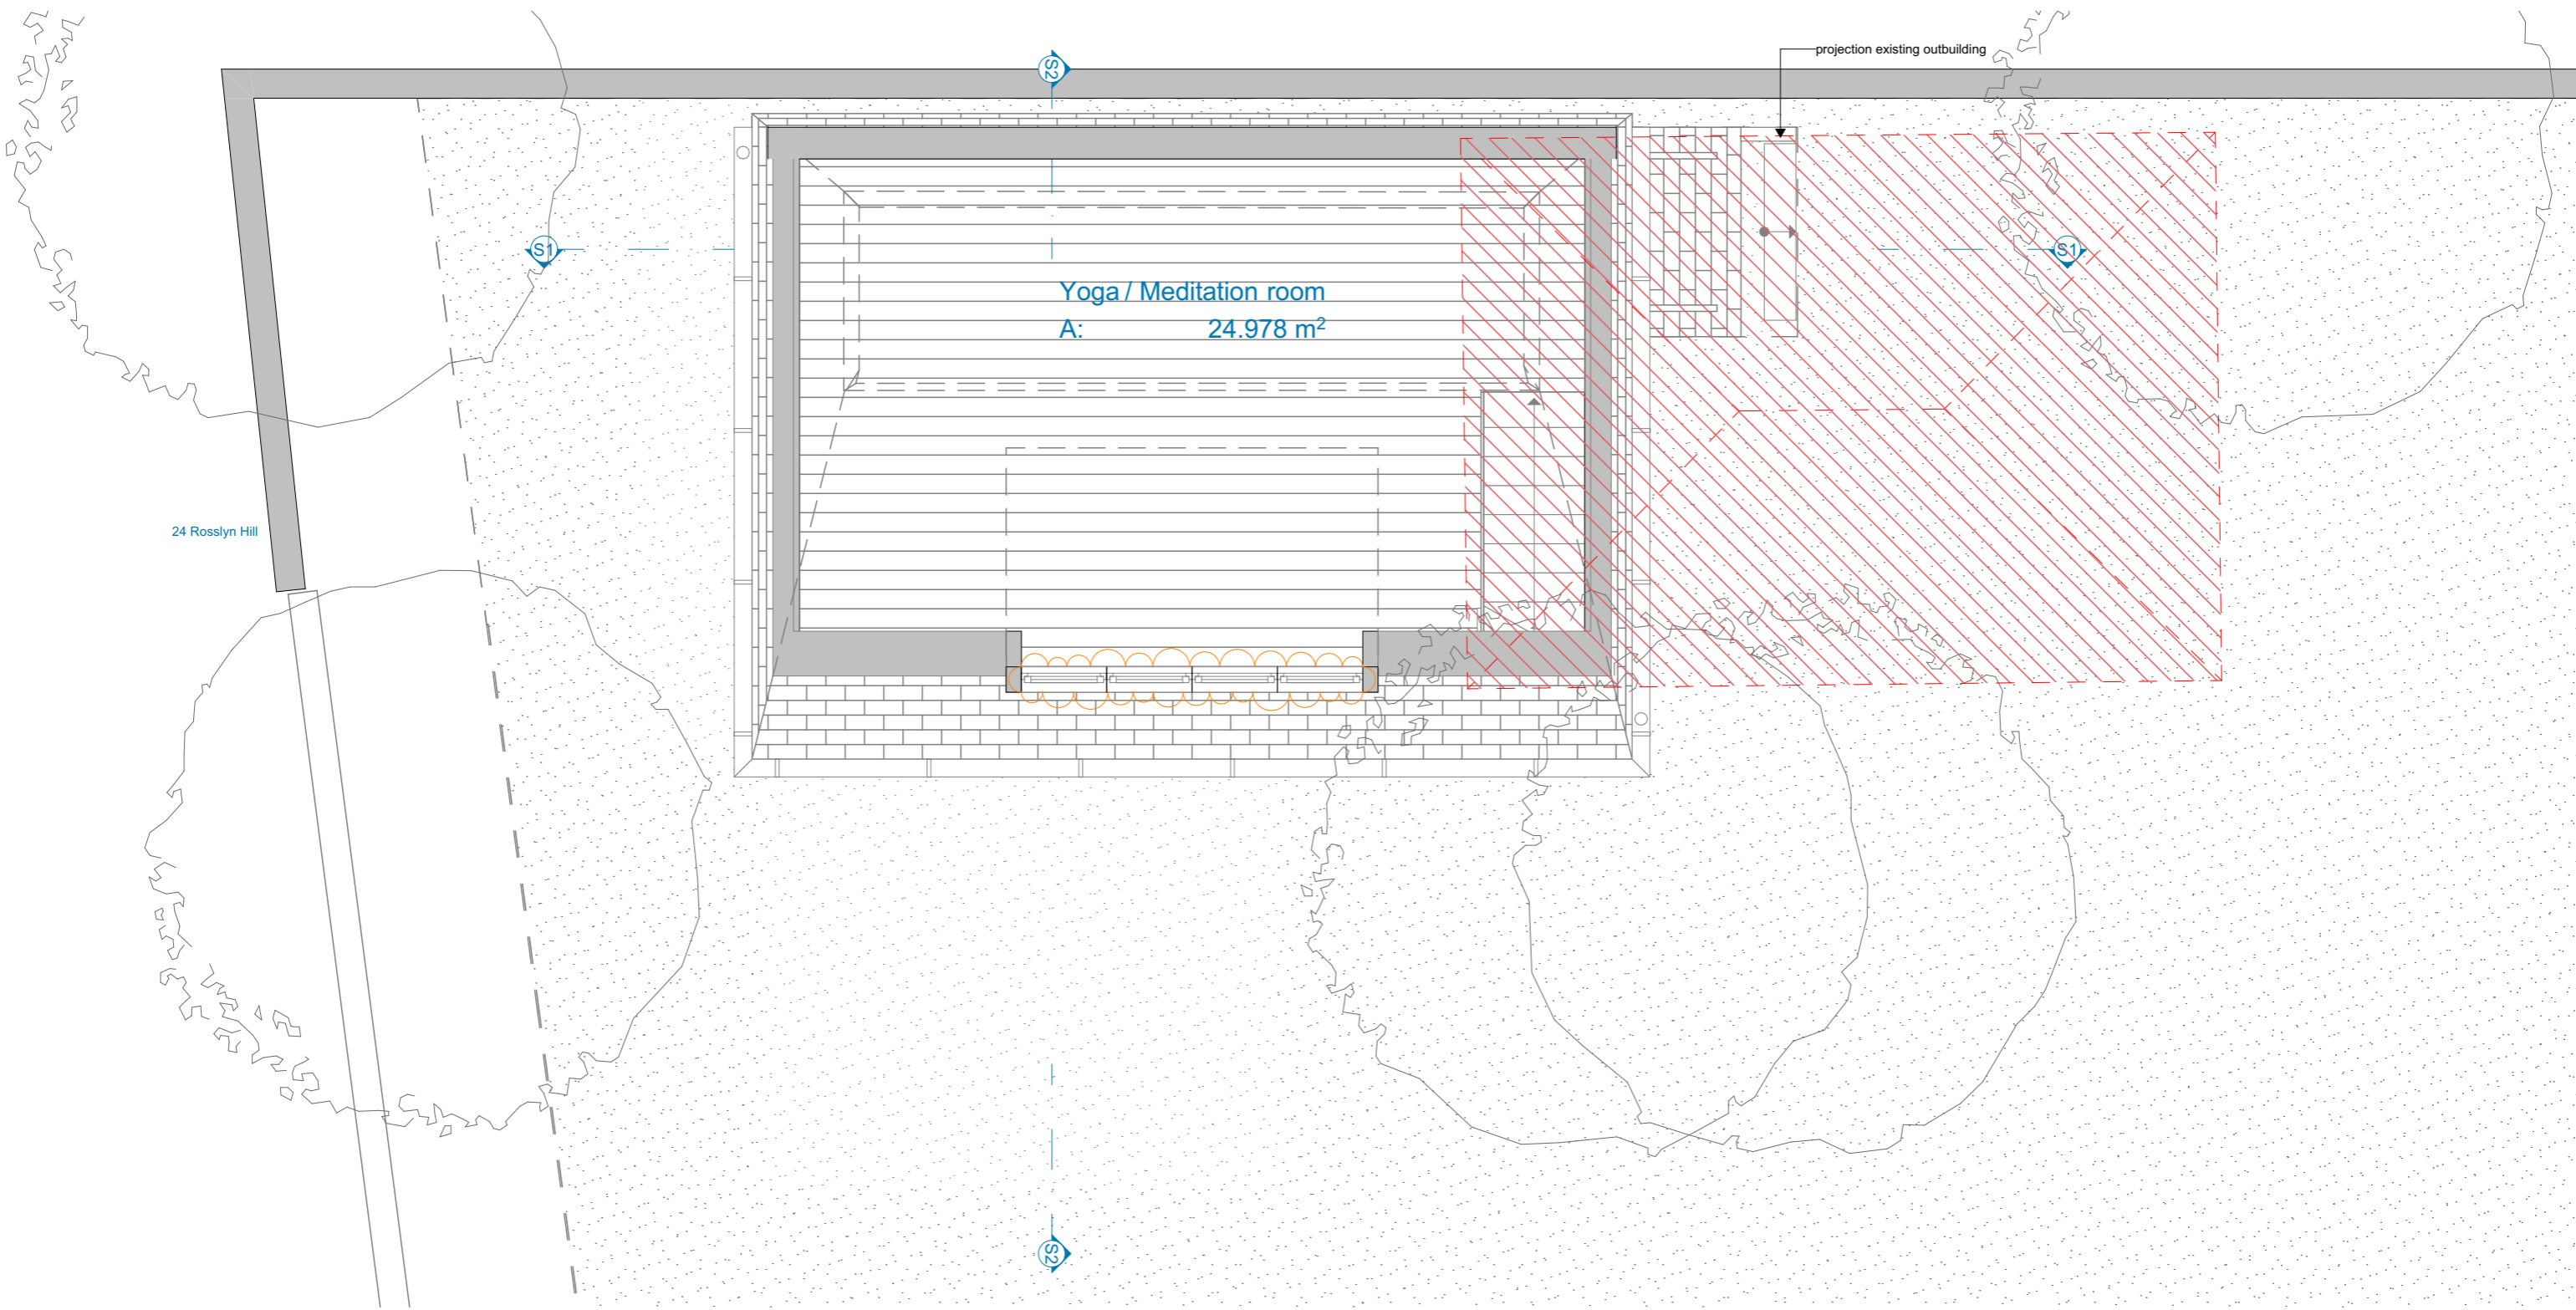 projection existing outbuilding
S2
S1
S1
Yoga / Meditation room
A: 24.978 m²
24 Rosslyn Hill
S2